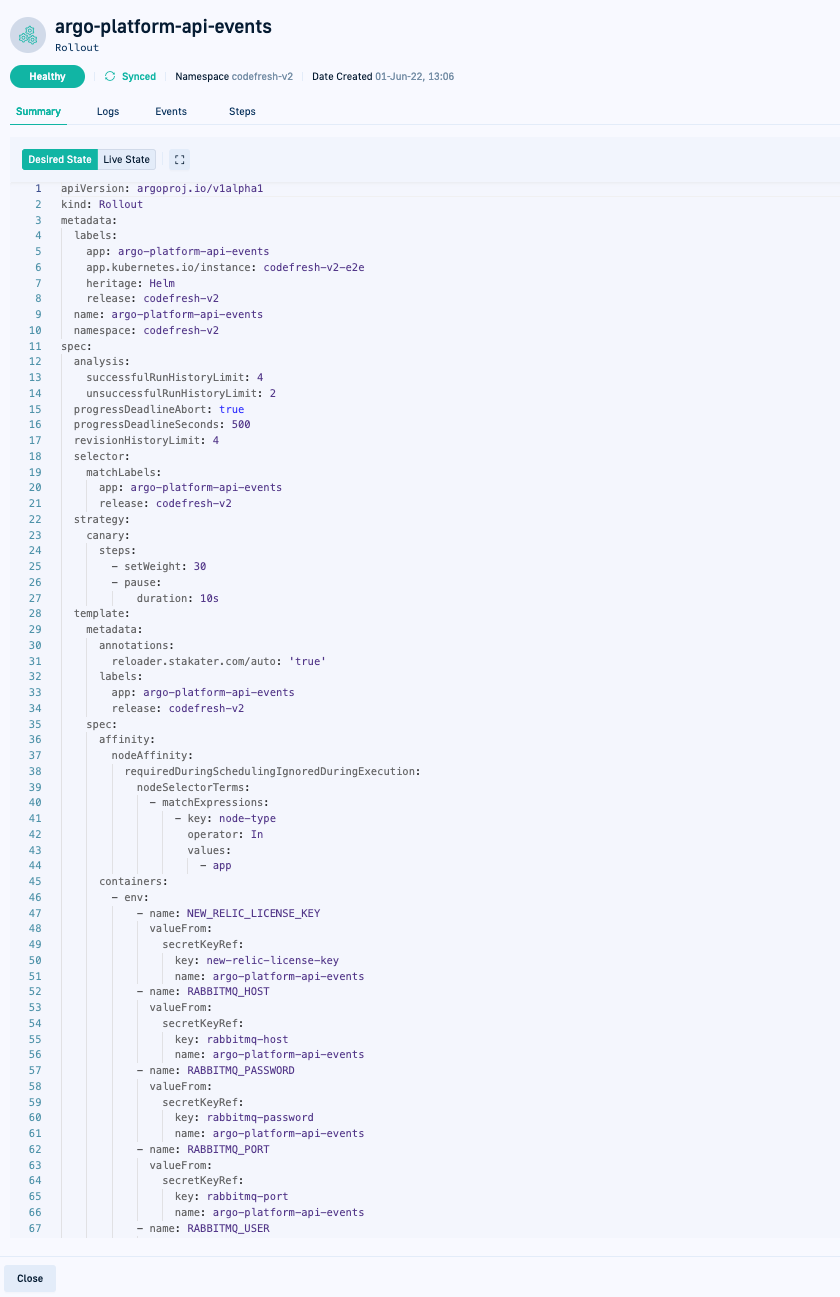 argo-platform-api-events
Rollout
Healthy Synced Namespace codefresh-v2 Date Created 01-Jun-22, 13:06
Summary Logs Events Steps
Desired State Live State
1 apiVersion: argoproj.io/v1alpha1
2 kind: Rollout
3 metadata:
4 labels:
5 app: argo-platform-api-events
6 app.kubernetes.io/instance: codefresh-v2-e2e
7 heritage: Helm
8 release: codefresh-v2
9 name: argo-platform-api-events
10 namespace: codefresh-v2
11 spec:
12 analysis:
13 successfulRunHistoryLimit: 4
14 unsuccessfulRunHistoryLimit: 2
15 progressDeadlineAbort: true
16 progressDeadlineSeconds: 500
17 revisionHistoryLimit: 4
18 selector:
19 matchLabels:
20 app: argo-platform-api-events
21 release: codefresh-v2
22 strategy:
23 canary:
24 steps:
25 - setWeight: 30
26 - pause:
27 duration: 10s
28 template:
29 metadata:
30 annotations:
31 reloader.stakater.com/auto: 'true'
32 labels:
33 app: argo-platform-api-events
34 release: codefresh-v2
35 spec:
36 affinity:
37 nodeAffinity:
38 requiredDuringSchedulingIgnoredDuringExecution:
39 nodeSelectorTerms:
40 - matchExpressions:
41 - key: node-type
42 operator: In
43 values:
44 - app
45 containers:
46 - env:
47 - name: NEW_RELIC_LICENSE_KEY
48 valueFrom:
49 secretKeyRef:
50 key: new-relic-license-key
51 name: argo-platform-api-events
52 - name: RABBITMQ_HOST
53 valueFrom:
54 secretKeyRef:
55 key: rabbitmq-host
56 name: argo-platform-api-events
57 - name: RABBITMQ_PASSWORD
58 valueFrom:
59 secretKeyRef:
60 key: rabbitmq-password
61 name: argo-platform-api-events
62 - name: RABBITMQ_PORT
63 valueFrom:
64 secretKeyRef:
65 key: rabbitmq-port
66 name: argo-platform-api-events
67 - name: RABBITMQ_USER
Close